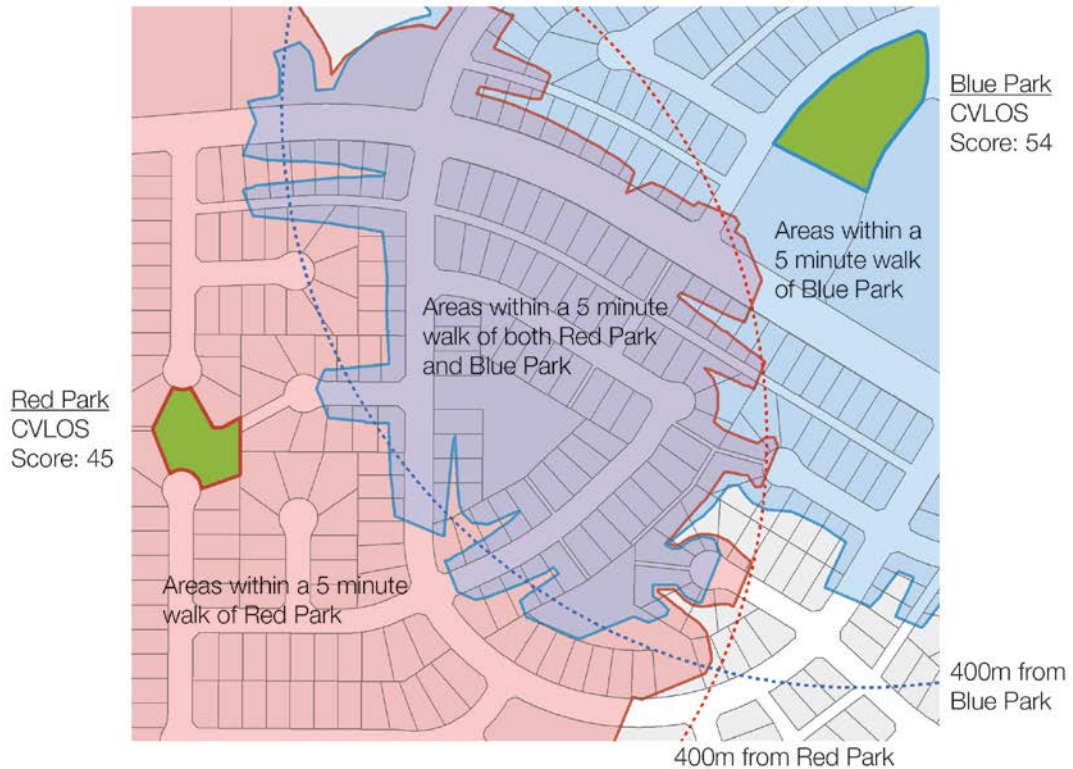 Blue Park
CVLOS
Score: 54
Areas within a
5 minute walk
of Blue Park
Areas within a 5 minute
walk of both Red Park
and Blue Park
Red Park
CVLOS
Score: 45
Areas within a 5 minute
walk of Red Park
400m from
Blue Park
400m from Red Park